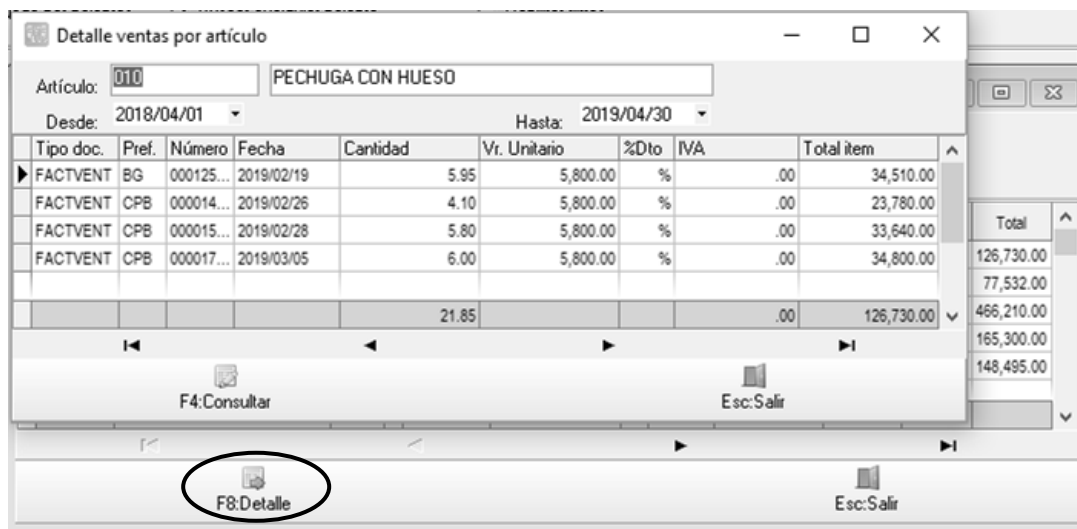 Detalle ventas por artículo
Artículo: 010 PECHUGA CON HUESO
Desde: 2018/04/01 Hasta: 2019/04/30
Tipo doc. Pref. Número Fecha Cantidad Vr. Unitario %Dto IVA Total item
FACTVENT BG 000125... 2019/02/19 5.95 5,800.00 % .00 34,510.00
FACTVENT CPB 000014... 2019/02/26 4.10 5,800.00 % .00 23,780.00
FACTVENT CPB 000015... 2019/02/28 5.80 5,800.00 % .00 33,640.00
FACTVENT CPB 000017... 2019/03/05 6.00 5,800.00 % .00 34,800.00
21.85 .00 126,730.00
F4:Consultar Esc:Salir
Total
126,730.00
77,532.00
466,210.00
165,300.00
148,495.00
F8:Detalle Esc:Salir